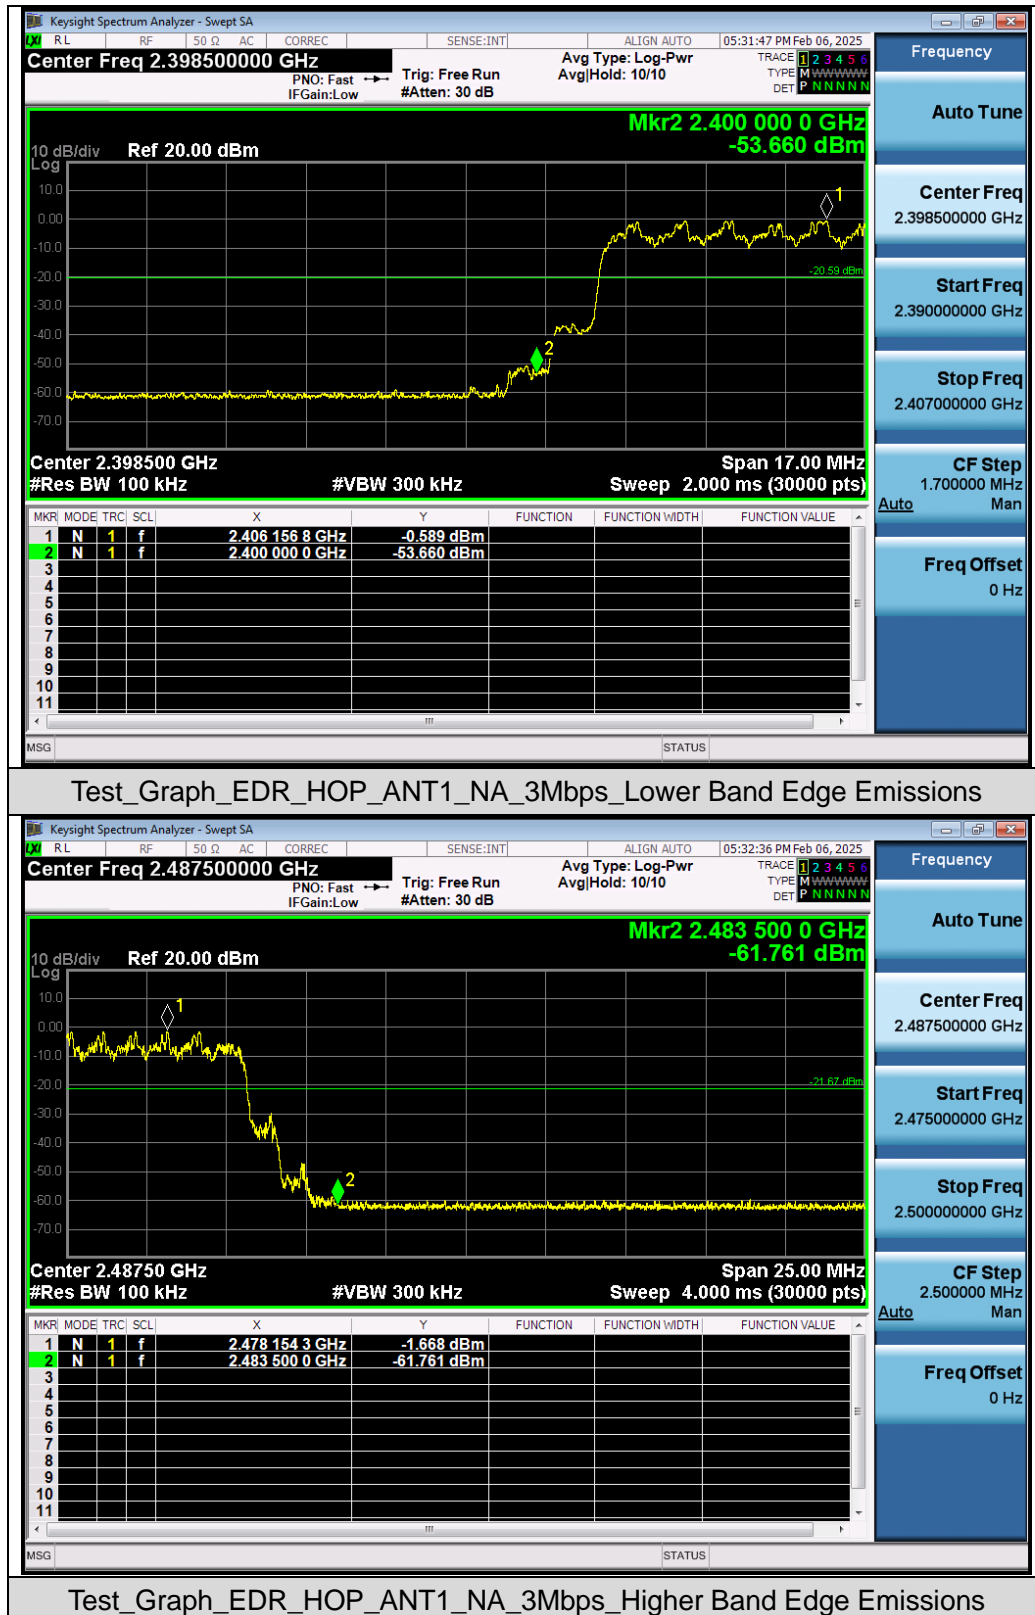 Keysight Spectrum Analyzer - Swept SA
LXI RL RF 50 Ω AC CORREC SENSE:INT ALIGN AUTO 05:31:47 PM Feb 06, 2025
Center Freq 2.398500000 GHz
PNO: Fast
IFGain:Low
Trig: Free Run
#Atten: 30 dB
Avg Type: Log-Pwr
Avg|Hold: 10/10
TRACE 1 2 3 4 5 6
TYPE M W W W W W
DET P N N N N N
Frequency
Auto Tune
Center Freq
2.398500000 GHz
Start Freq
2.390000000 GHz
Stop Freq
2.407000000 GHz
CF Step
1.700000 MHz
Auto Man
Freq Offset
0 Hz
Mkr2 2.400 000 0 GHz
-53.660 dBm
10 dB/div Ref 20.00 dBm
Log
10.0
0.00
-10.0
-20.0
-30.0
-40.0
-50.0
-60.0
-70.0
1
2
-20.59 dBm
Center 2.398500 GHz Span 17.00 MHz
#Res BW 100 kHz #VBW 300 kHz Sweep 2.000 ms (30000 pts)
MKR MODE TRC SCL X Y FUNCTION FUNCTION WIDTH FUNCTION VALUE
1 N 1 f 2.406 156 8 GHz -0.589 dBm
2 N 1 f 2.400 000 0 GHz -53.660 dBm
3
4
5
6
7
8
9
10
11
MSG STATUS
Test_Graph_EDR_HOP_ANT1_NA_3Mbps_Lower Band Edge Emissions
Keysight Spectrum Analyzer - Swept SA
LXI RL RF 50 Ω AC CORREC SENSE:INT ALIGN AUTO 05:32:36 PM Feb 06, 2025
Center Freq 2.487500000 GHz
PNO: Fast
IFGain:Low
Trig: Free Run
#Atten: 30 dB
Avg Type: Log-Pwr
Avg|Hold: 10/10
TRACE 1 2 3 4 5 6
TYPE M W W W W W
DET P N N N N N
Frequency
Auto Tune
Center Freq
2.487500000 GHz
Start Freq
2.475000000 GHz
Stop Freq
2.500000000 GHz
CF Step
2.500000 MHz
Auto Man
Freq Offset
0 Hz
Mkr2 2.483 500 0 GHz
-61.761 dBm
10 dB/div Ref 20.00 dBm
Log
10.0
0.00
-10.0
-20.0
-30.0
-40.0
-50.0
-60.0
-70.0
1
2
-21.67 dBm
Center 2.48750 GHz Span 25.00 MHz
#Res BW 100 kHz #VBW 300 kHz Sweep 4.000 ms (30000 pts)
MKR MODE TRC SCL X Y FUNCTION FUNCTION WIDTH FUNCTION VALUE
1 N 1 f 2.478 154 3 GHz -1.668 dBm
2 N 1 f 2.483 500 0 GHz -61.761 dBm
3
4
5
6
7
8
9
10
11
MSG STATUS
Test_Graph_EDR_HOP_ANT1_NA_3Mbps_Higher Band Edge Emissions